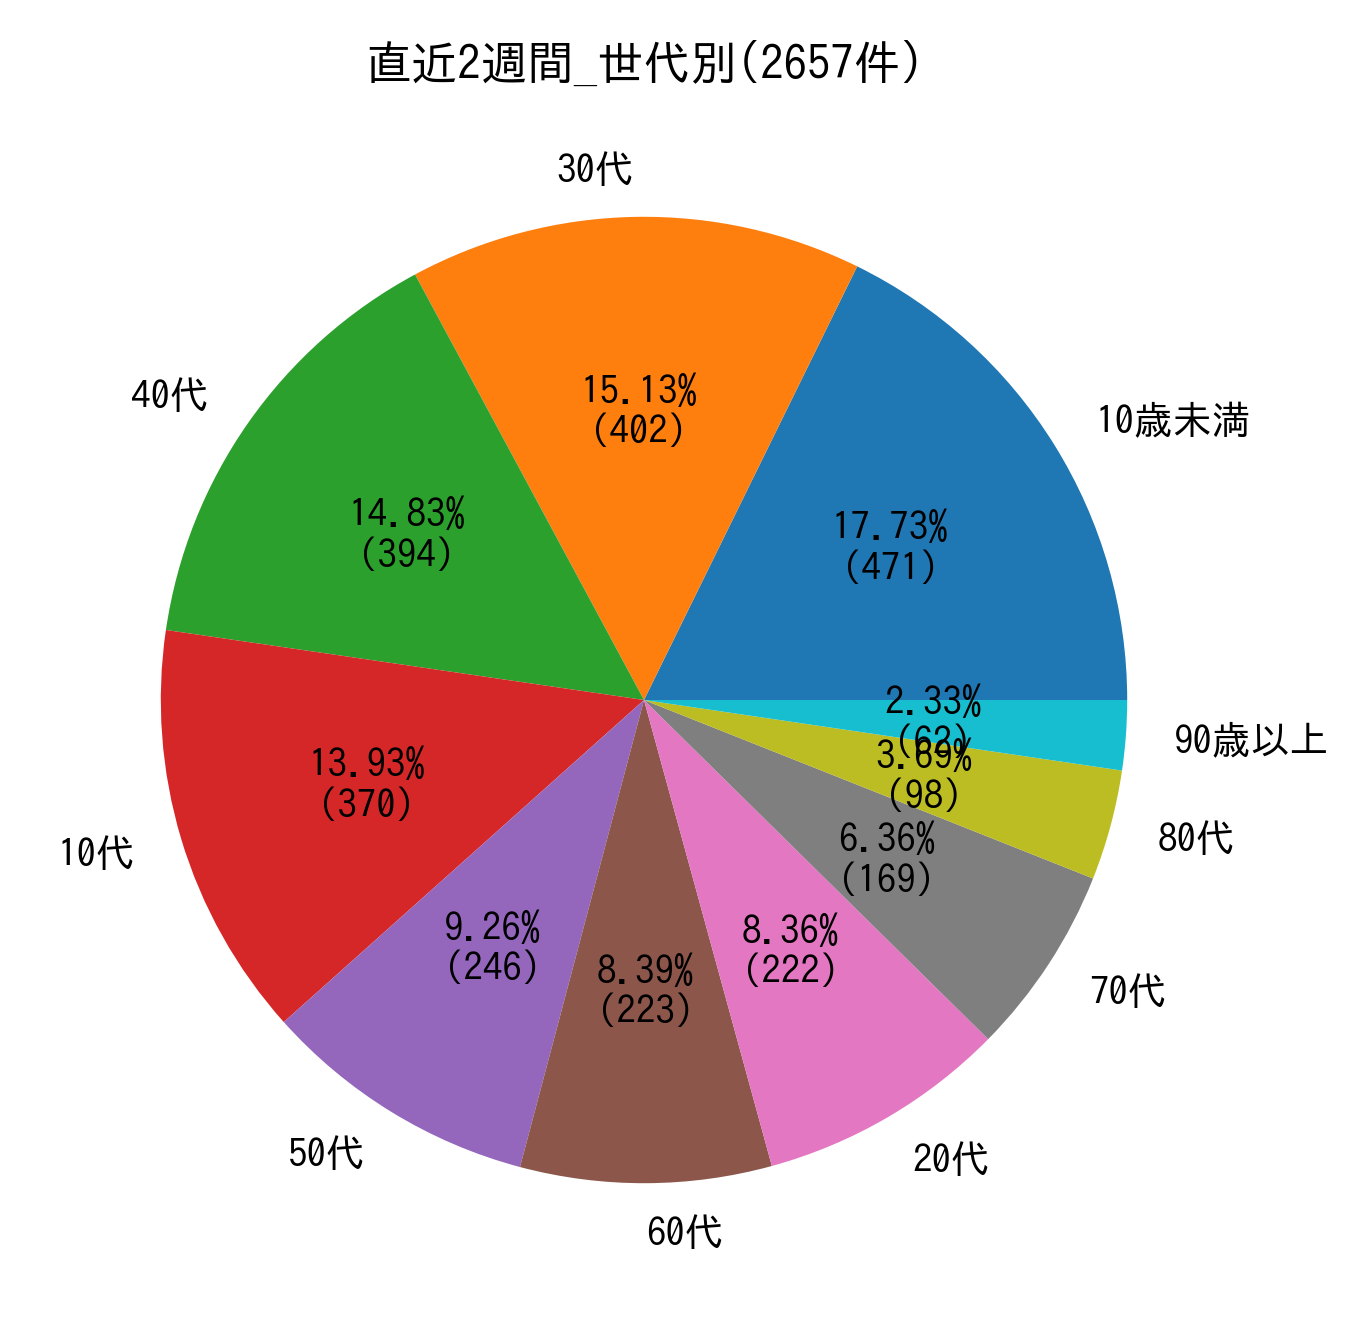 直近2週間_世代別(2657件)
30代
15.13%
(402)
40代
14.83%
(394)
10歳未満
17.73%
(471)
10代
13.93%
(370)
90歳以上
2.33%
(62)
80代
3.69%
(98)
70代
6.36%
(169)
50代
9.26%
(246)
60代
8.39%
(223)
20代
8.36%
(222)